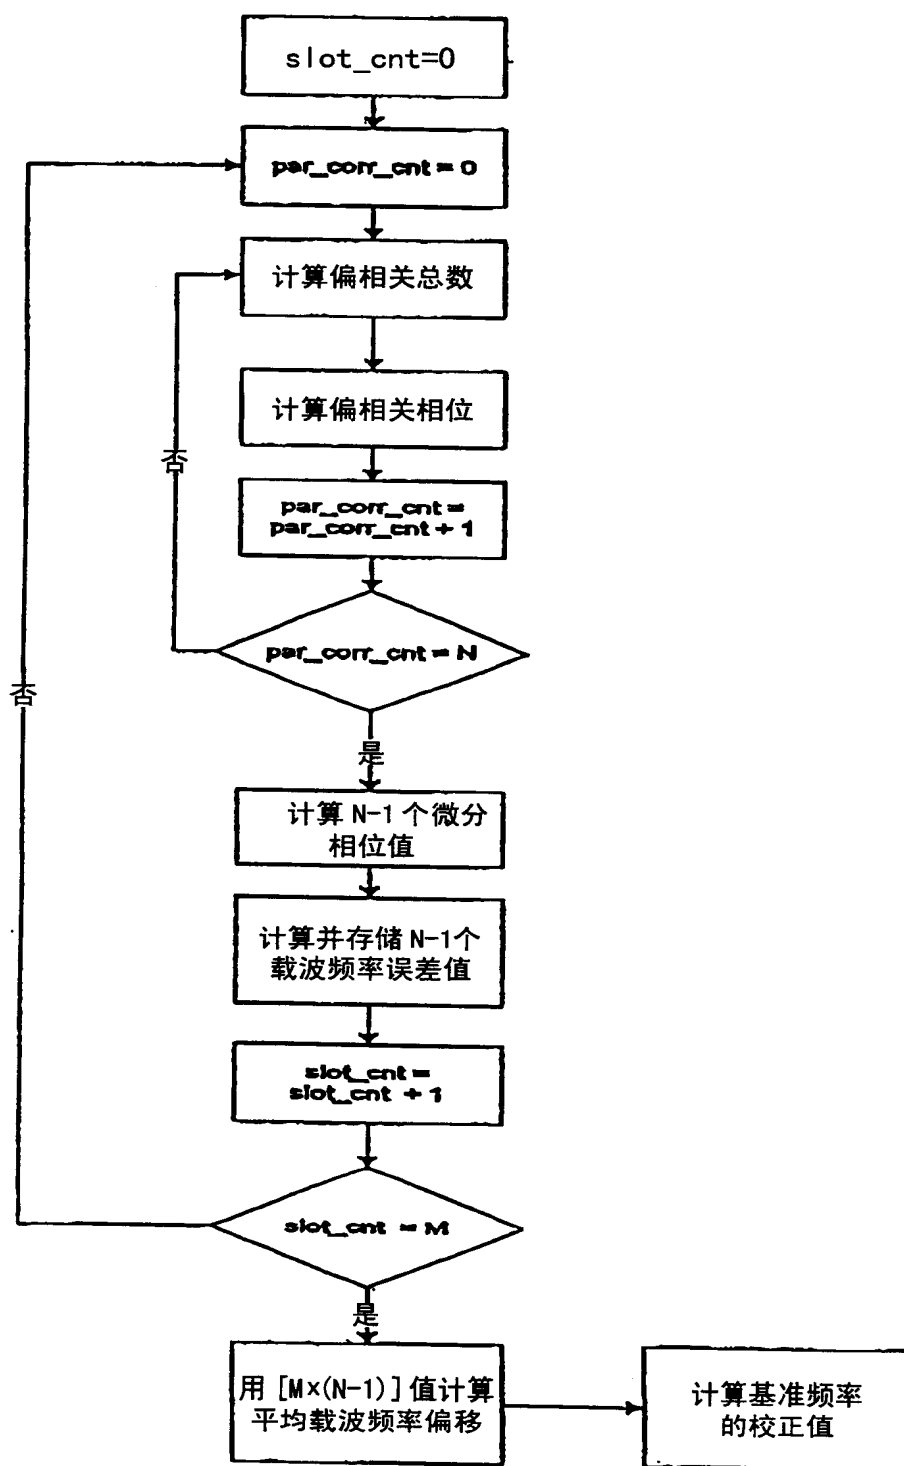 slot_cnt=0
par_corr_cnt = 0
计算偏相关总数
计算偏相关相位
否
par_corr_cnt =
par_corr_cnt + 1
par_corr_cnt = N
否
是
计算 N-1 个微分
相位值
计算并存储 N-1个
载波频率误差值
slot_cnt =
slot_cnt + 1
slot_cnt = M
是
用 [M×(N-1)] 值计算
平均载波频率偏移
计算基准频率
的校正值